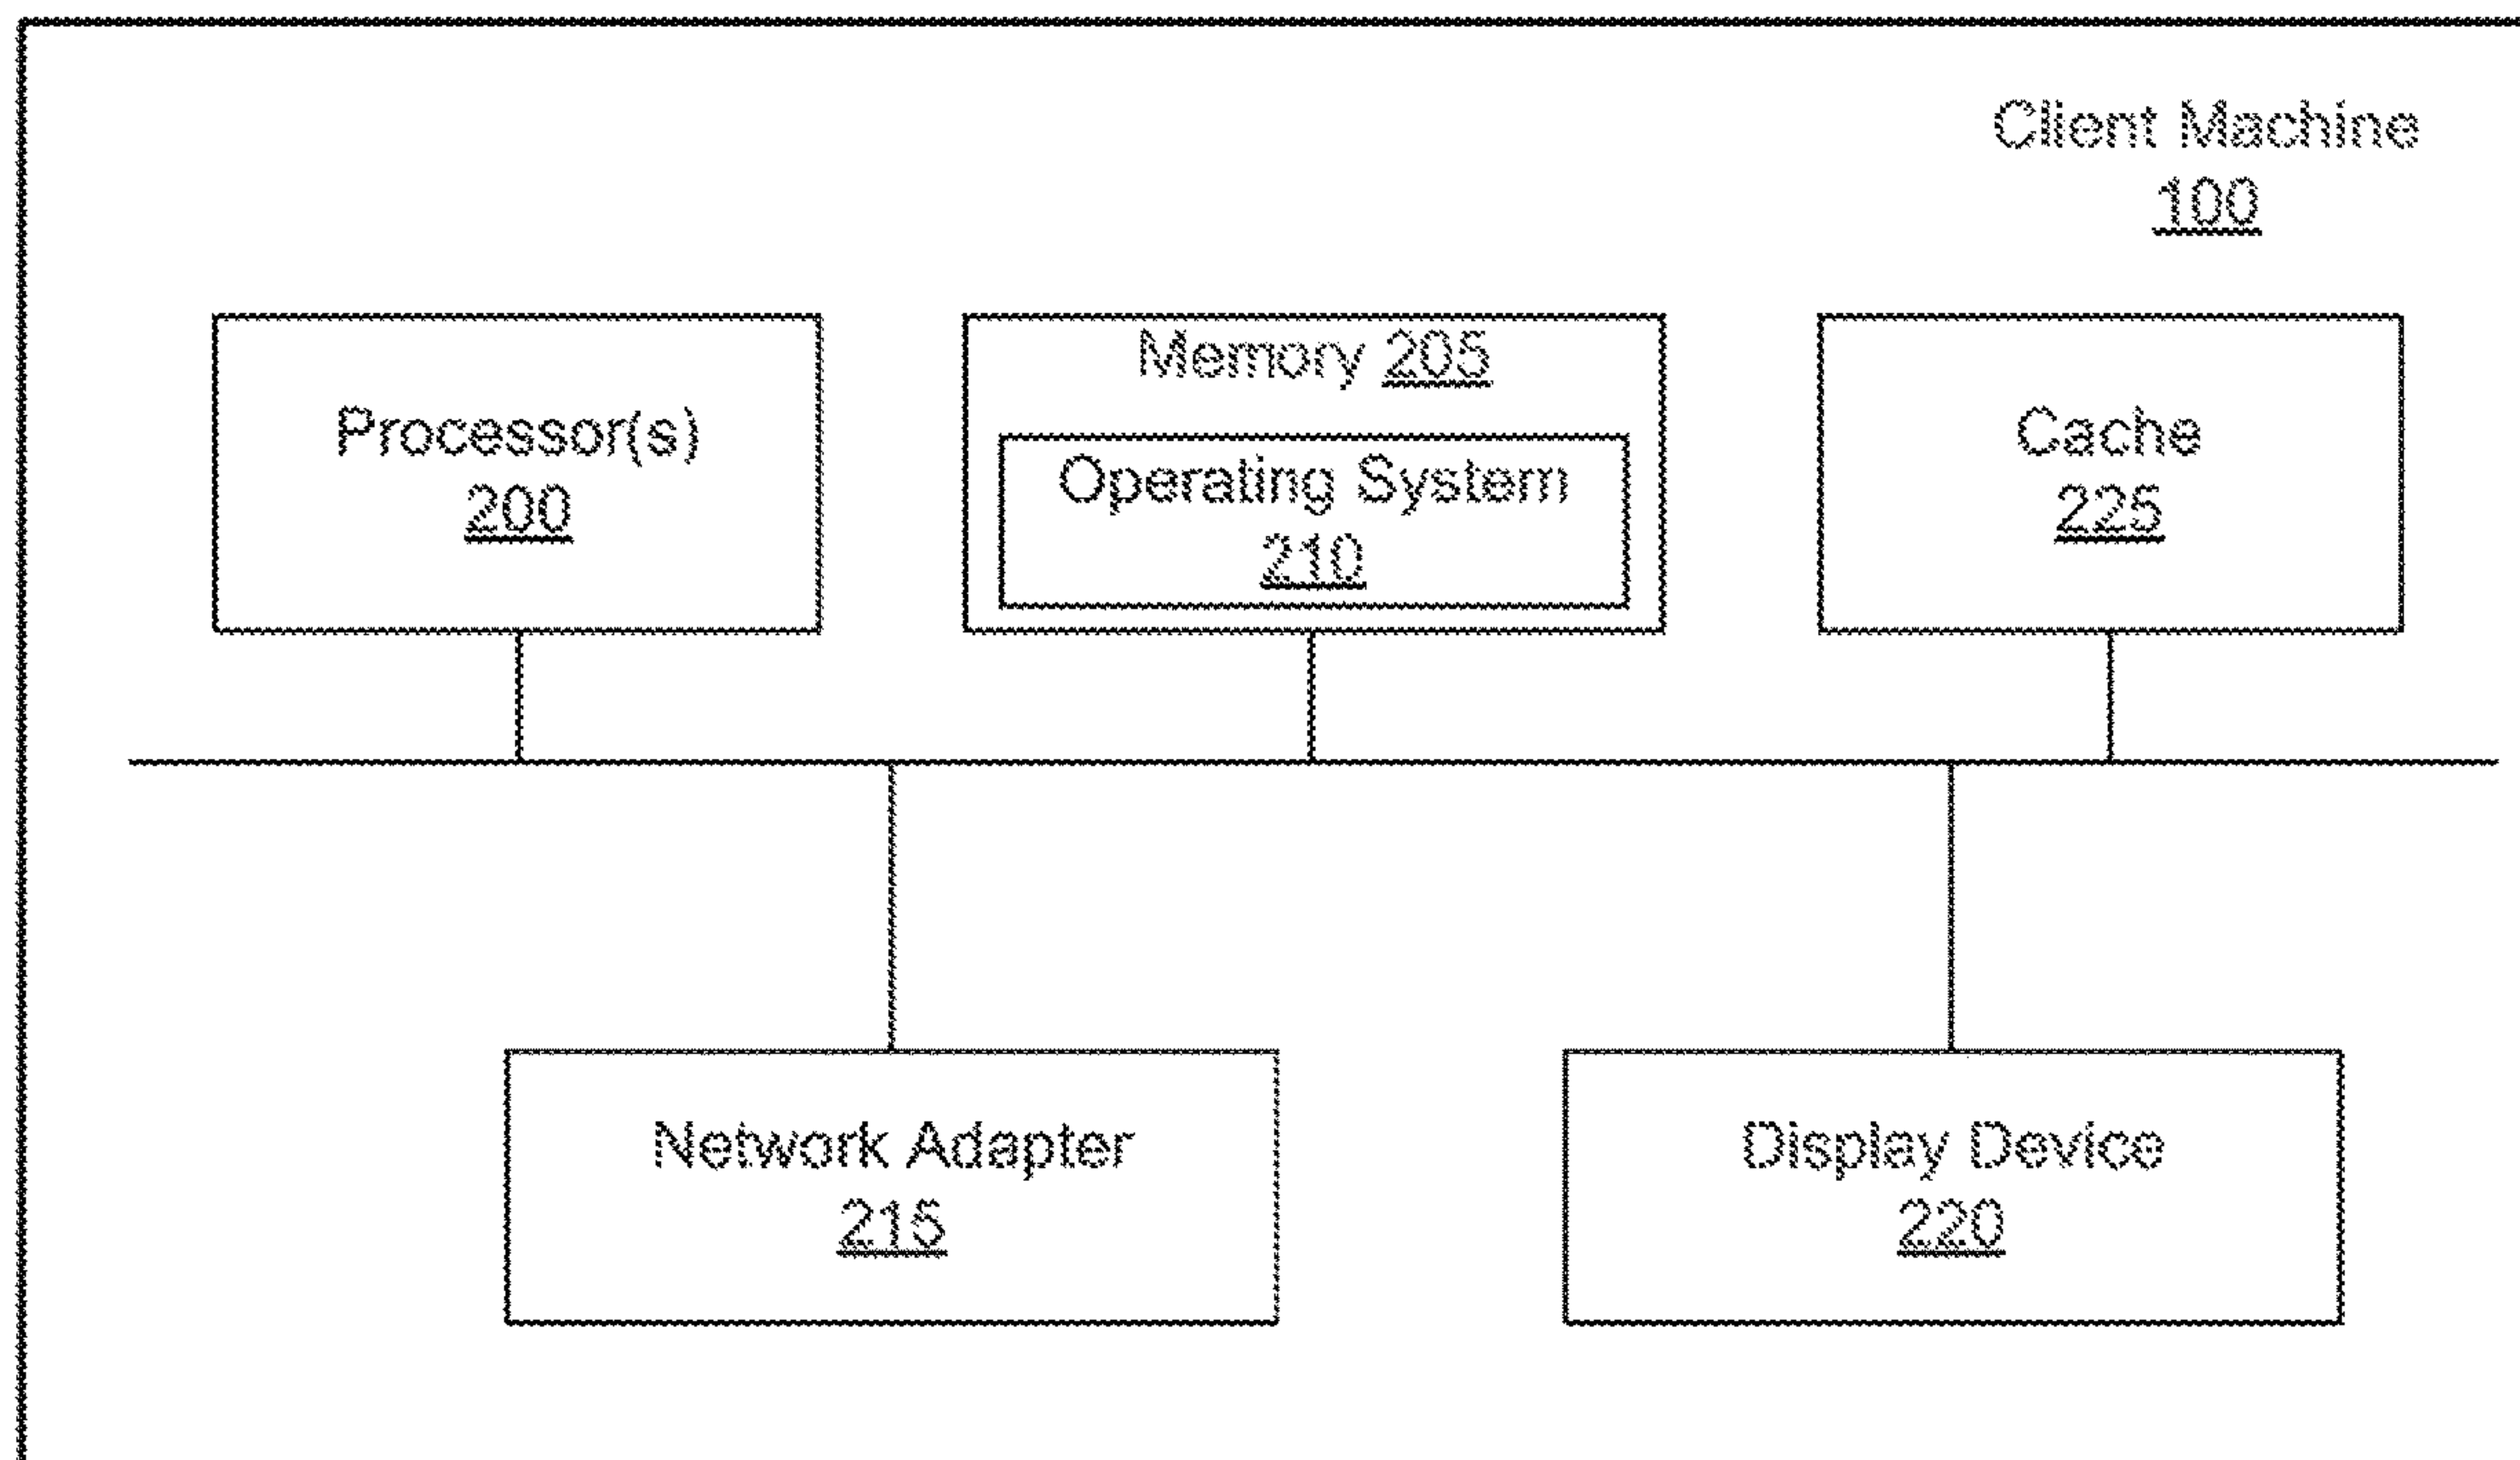 Client Machine
100
Processor(s)
200
Memory 205
Operating System
210
Cache
225
Network Adapter
215
Display Device
220